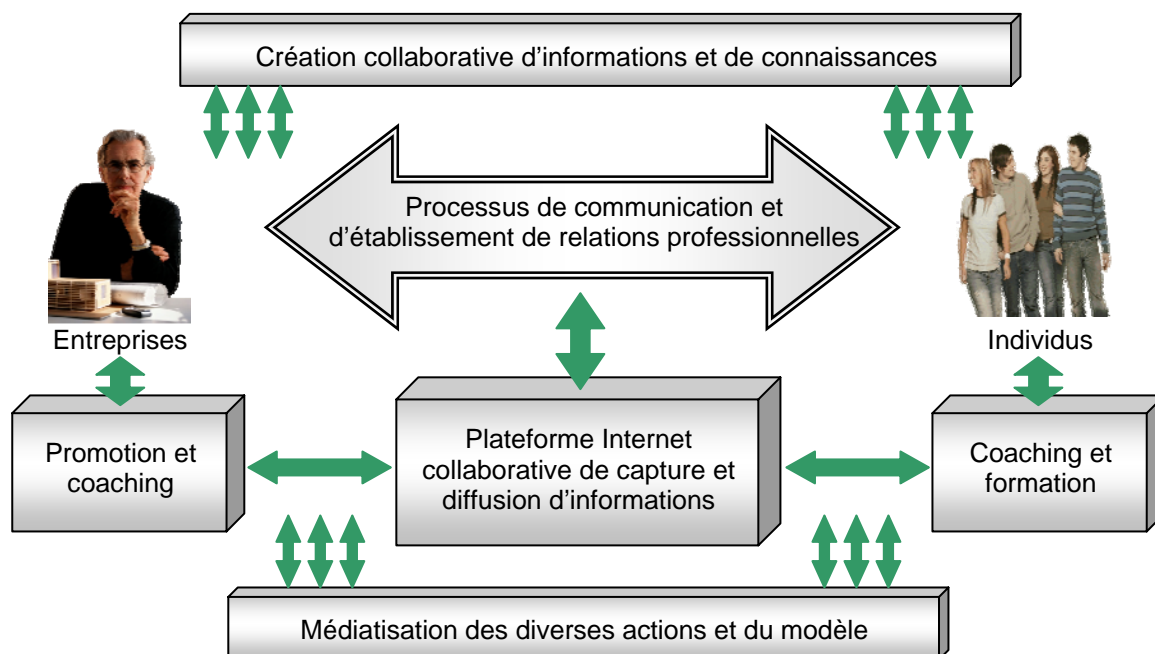 Création collaborative d'informations et de connaissances
Processus de communication et
d'établissement de relations professionnelles
Entreprises
Individus
Promotion et
coaching
Plateforme Internet
collaborative de capture et
diffusion d'informations
Coaching et
formation
Médiatisation des diverses actions et du modèle